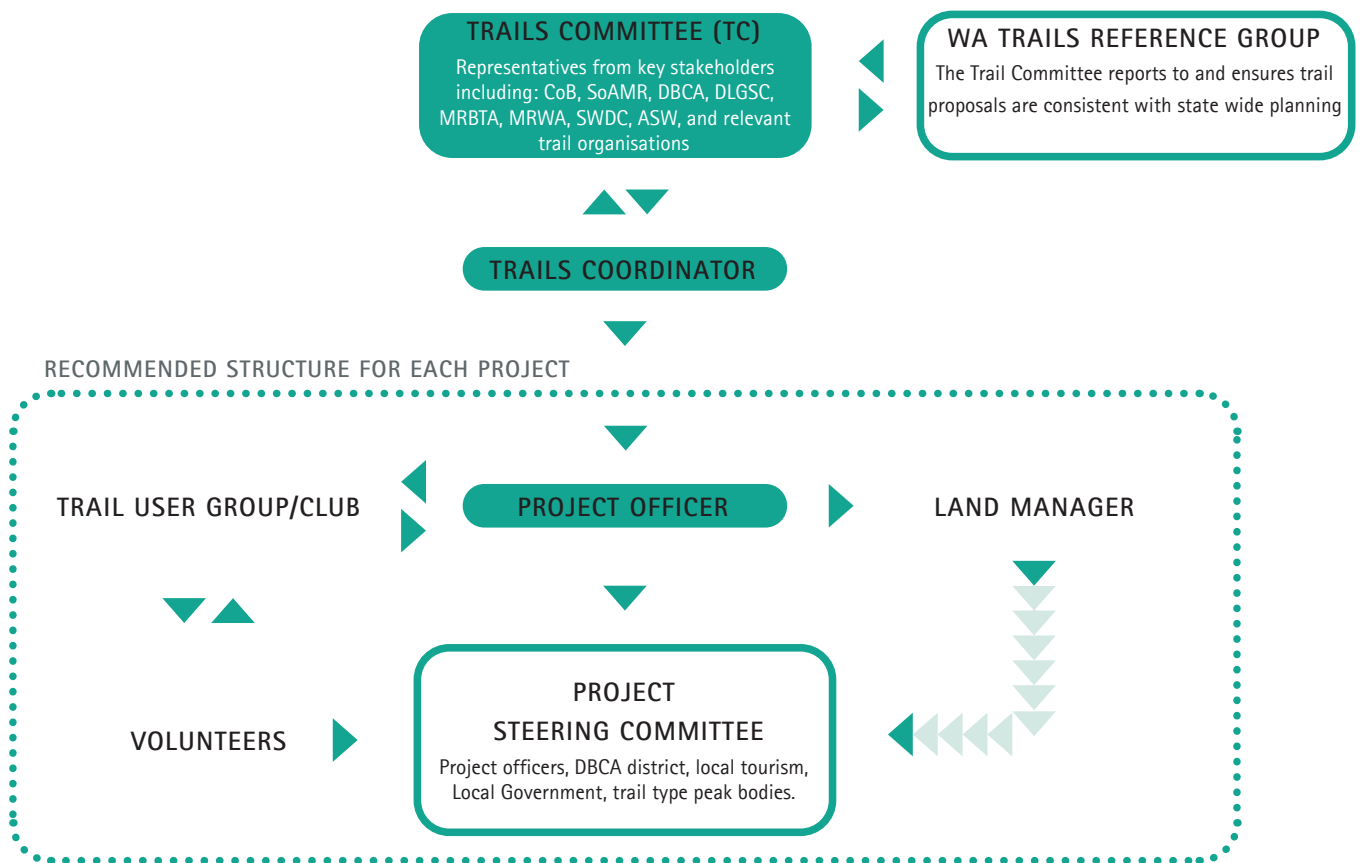 TRAILS COMMITTEE (TC)
Representatives from key stakeholders
including: CoB, SoAMR, DBCA, DLGSC,
MRBTA, MRWA, SWDC, ASW, and relevant
trail organisations
WA TRAILS REFERENCE GROUP
The Trail Committee reports to and ensures trail
proposals are consistent with state wide planning
TRAILS COORDINATOR
RECOMMENDED STRUCTURE FOR EACH PROJECT
TRAIL USER GROUP/CLUB
PROJECT OFFICER
LAND MANAGER
VOLUNTEERS
PROJECT
STEERING COMMITTEE
Project officers, DBCA district, local tourism,
Local Government, trail type peak bodies.